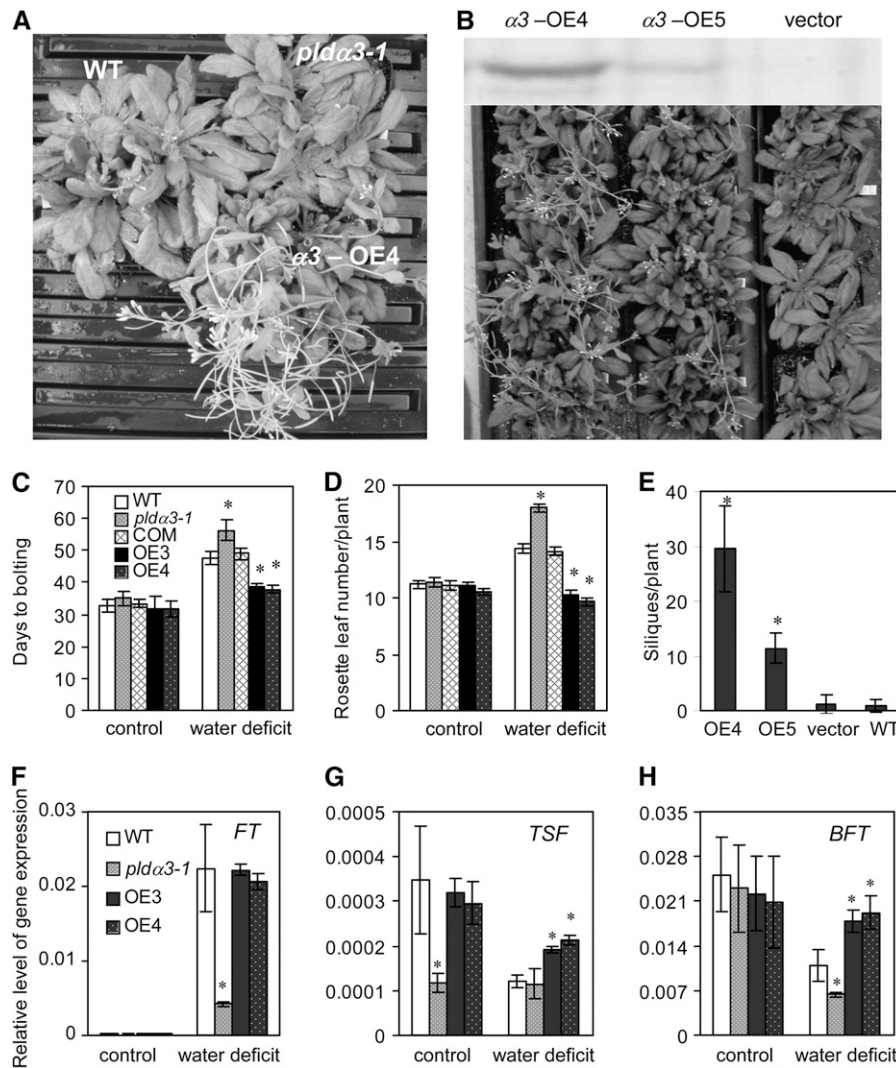 A
WT
pldα3-1
α3 – OE4
B
α3 –OE4 α3 –OE5 vector
C
Days to bolting
70
60
50
40
30
20
10
0
WT
pldα3-1
COM
OE3
OE4
*
* *
control water deficit
D
Rosette leaf number/plant
20
15
10
5
0
*
* *
control water deficit
E
Siliques/plant
40
30
20
10
0
*
*
OE4 OE5 vector WT
F
Relative level of gene expression
0.03
0.02
0.01
0
WT
pldα3-1
OE3
OE4
FT
*
control water deficit
G
0.0005
0.0004
0.0003
0.0002
0.0001
0
TSF
*
* *
control water deficit
H
0.035
0.028
0.021
0.014
0.007
0
BFT
* *
*
control water deficit